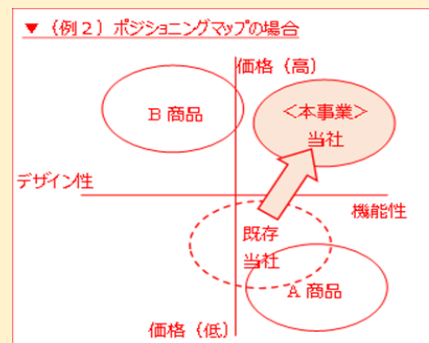 ▼（例２）ポジショニングマップの場合
価格（高）
B 商品
＜本事業＞
当社
デザイン性
機能性
既存
当社
A 商品
価格（低）